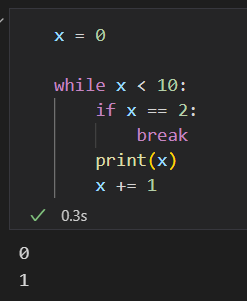 x = 0
while x < 10:
    if x == 2:
        break
    print(x)
    x += 1
0.3s
0
1